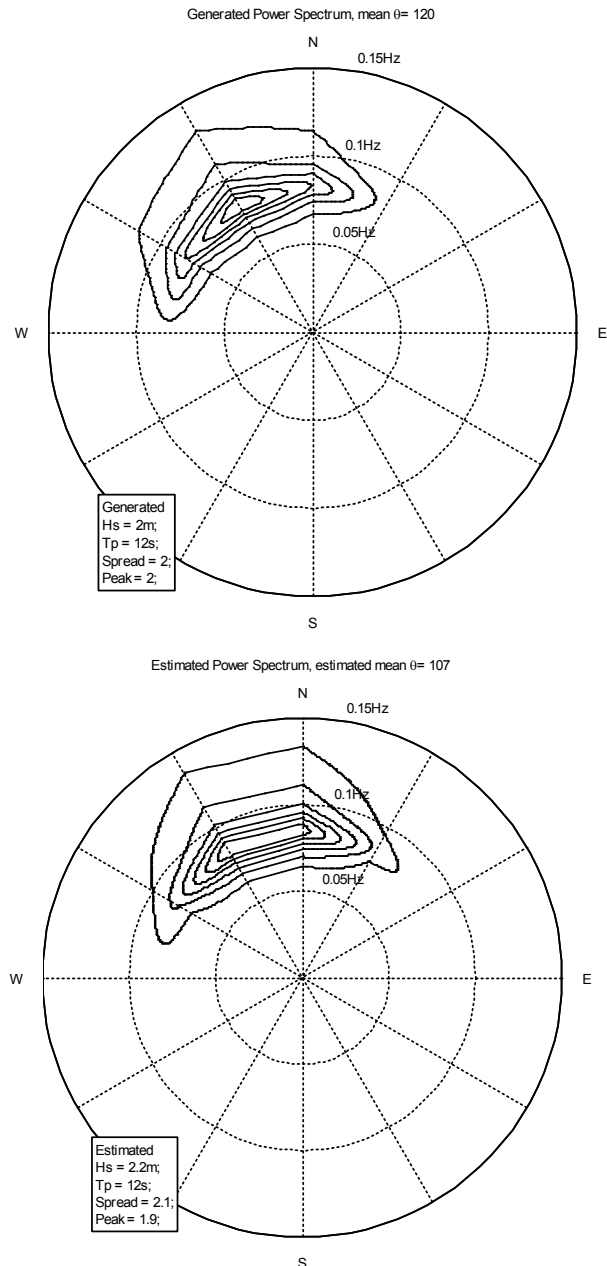 Generated Power Spectrum, mean θ= 120
N
0.15Hz
0.1Hz
0.05Hz
W
E
Generated
Hs = 2m;
Tp = 12s;
Spread = 2;
Peak = 2;
S
Estimated Power Spectrum, estimated mean θ= 107
N
0.15Hz
0.1Hz
0.05Hz
W
E
Estimated
Hs = 2.2m;
Tp = 12s;
Spread = 2.1;
Peak = 1.9;
S